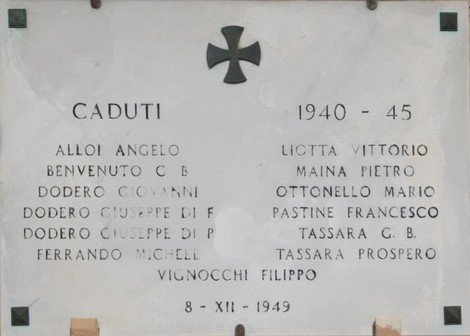 CADUTI 1940 - 45
ALLOI ANGELO
BENVENUTO G B
DODERO GIOVANNI
DODERO GIUSEPPE DI F
DODERO GIUSEPPE DI P
FERRANDO MICHELE
LIOTTA VITTORIO
MAINA PIETRO
OTTONELLO MARIO
PASTINE FRANCESCO
TASSARA G. B.
TASSARA PROSPERO
VIGNOCCHI FILIPPO
8 - XII - 1949